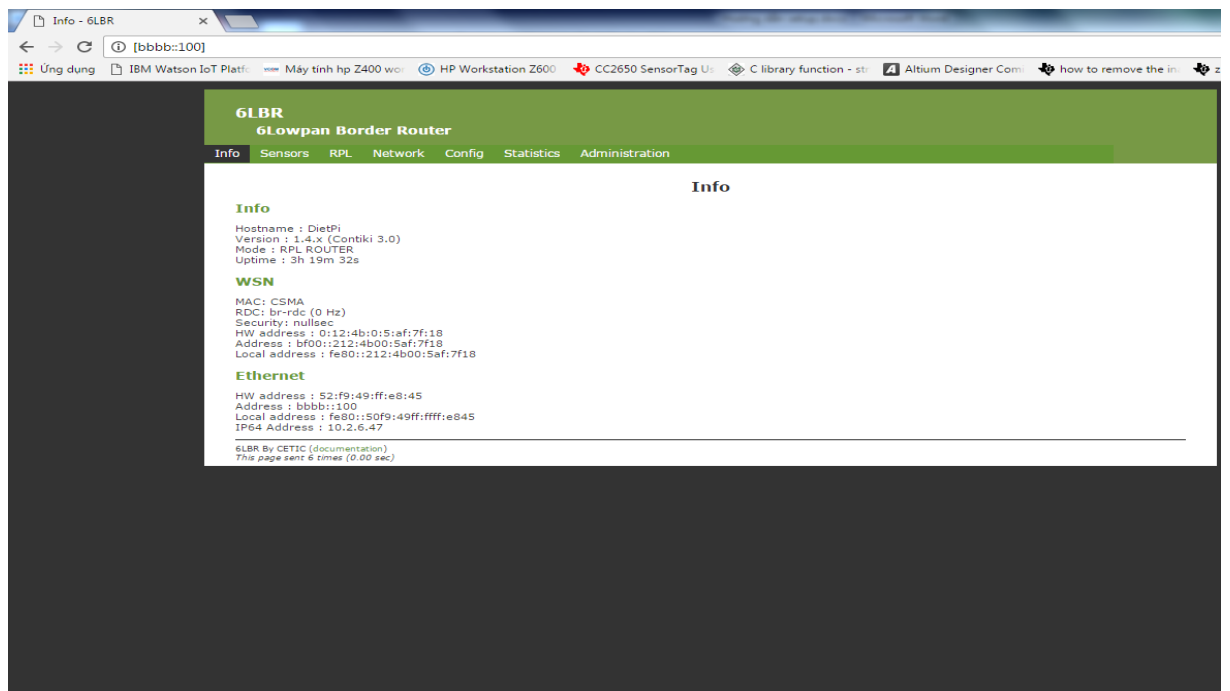 Info - 6LBR
[bbbb::100]
Ứng dụng IBM Watson IoT Platfo Máy tính hp Z400 wo HP Workstation Z600 CC2650 SensorTag Us C library function - str Altium Designer Com how to remove the in z
6LBR
6Lowpan Border Router
Info Sensors RPL Network Config Statistics Administration
Info
Info
Hostname : DietPi
Version : 1.4.x (Contiki 3.0)
Mode : RPL ROUTER
Uptime : 3h 19m 32s
WSN
MAC: CSMA
RDC: br-rdc (0 Hz)
Security: nullsec
HW address : 0:12:4b:0:5:af:7f:18
Address : bf00::212:4b00:5af:7f18
Local address : fe80::212:4b00:5af:7f18
Ethernet
HW address : 52:f9:49:ff:e8:45
Address : bbbb::100
Local address : fe80::50f9:49ff:ffff:e845
IP64 Address : 10.2.6.47
6LBR By CETIC (documentation)
This page sent 6 times (0.00 sec)